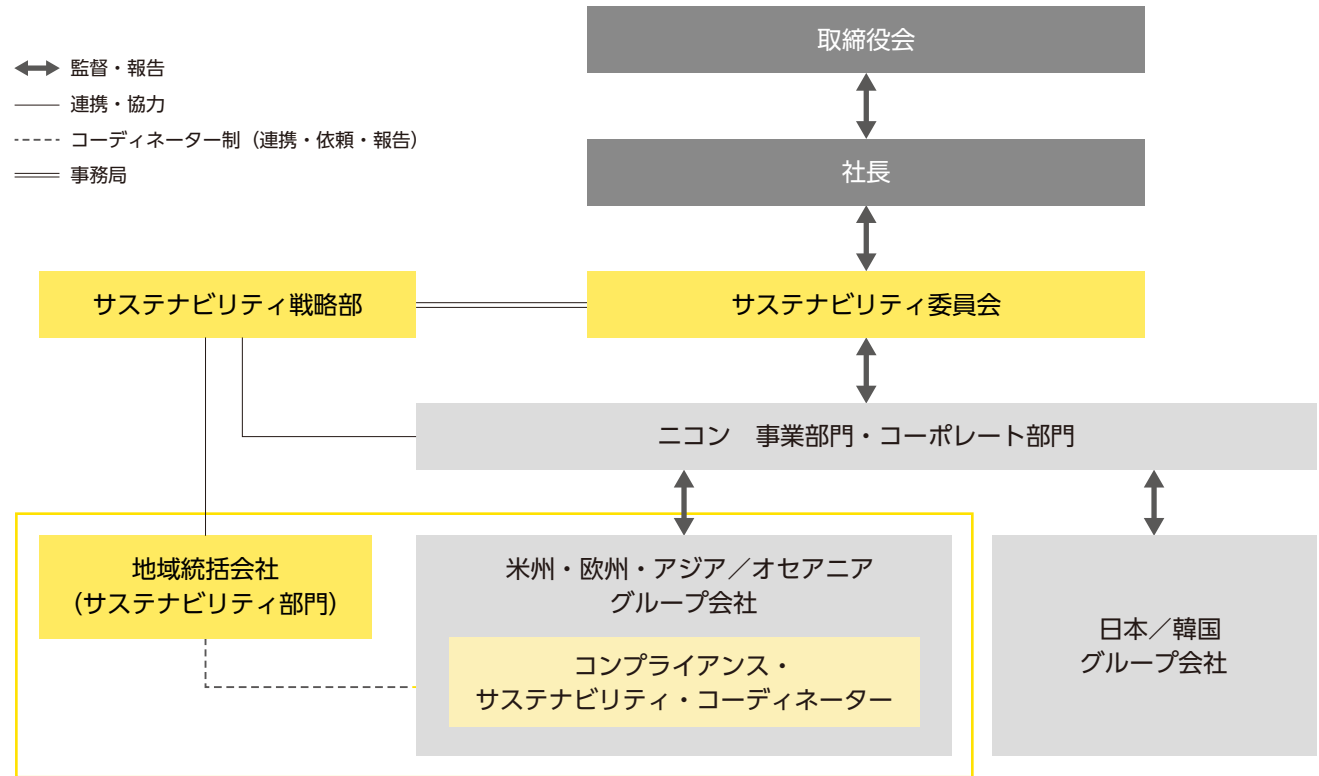 取締役会
監督・報告
連携・協力
コーディネーター制（連携・依頼・報告）
事務局
社長
サステナビリティ戦略部
サステナビリティ委員会
ニコン　事業部門・コーポレート部門
地域統括会社
（サステナビリティ部門）
米州・欧州・アジア／オセアニア
グループ会社
コンプライアンス・
サステナビリティ・コーディネーター
日本／韓国
グループ会社